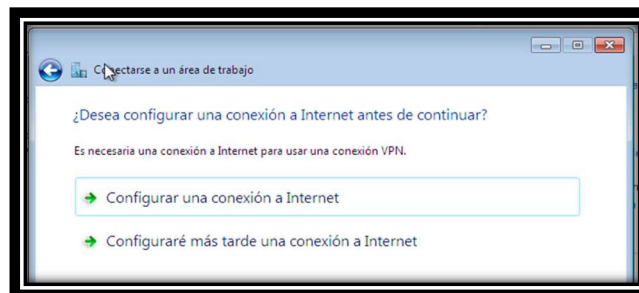 Conectarse a un área de trabajo
¿Desea configurar una conexión a Internet antes de continuar?
Es necesaria una conexión a Internet para usar una conexión VPN.
Configurar una conexión a Internet
Configuraré más tarde una conexión a Internet